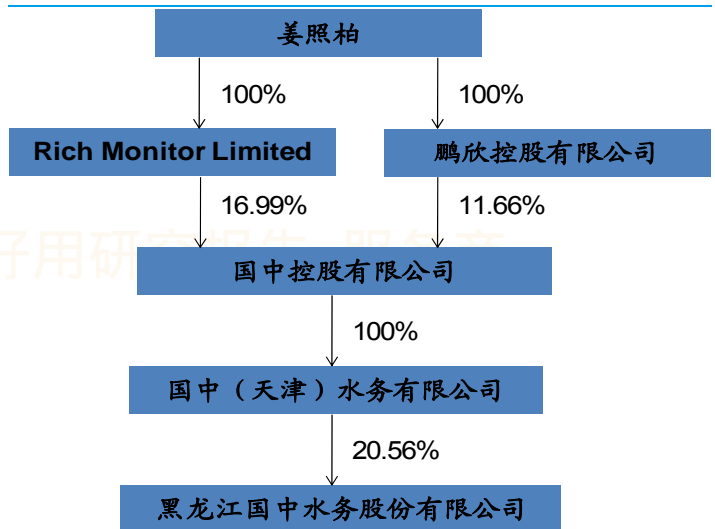 姜照柏
100% 100%
Rich Monitor Limited 鹏欣控股有限公司
16.99% 11.66%
国中控股有限公司
100%
国中（天津）水务有限公司
20.56%
黑龙江国中水务股份有限公司